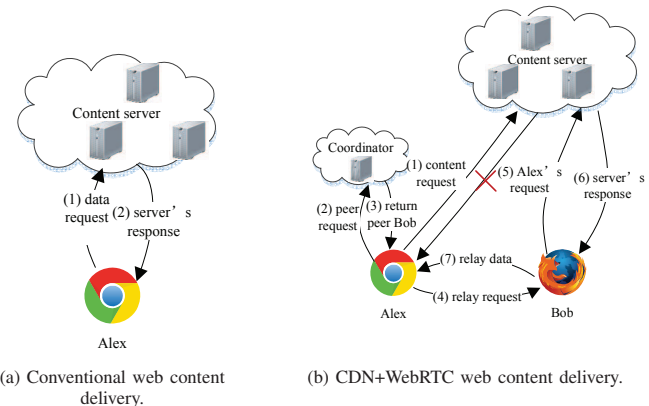 Content server
(1) data
request
(2) server's
response
Alex
(a) Conventional web content
delivery.
Content server
Coordinator
(1) content
request
(2) peer
request
(3) return
peer Bob
(5) Alex's
request
(6) server's
response
(7) relay data
(4) relay request
Alex
Bob
(b) CDN+WebRTC web content delivery.